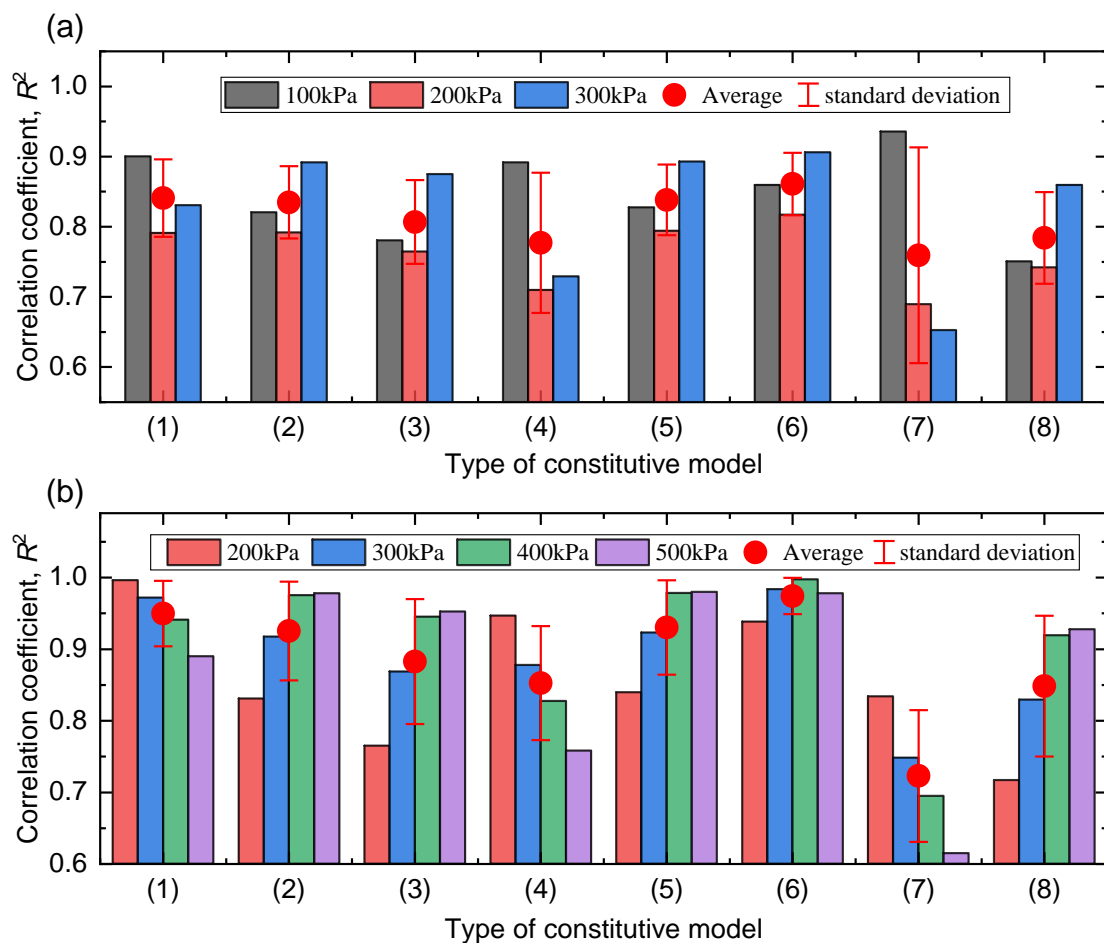 (a)
1.0
0.9
0.8
0.7
0.6
Correlation coefficient, R²
100kPa 200kPa 300kPa Average standard deviation
(1) (2) (3) (4) (5) (6) (7) (8)
Type of constitutive model
(b)
1.0
0.9
0.8
0.7
0.6
Correlation coefficient, R²
200kPa 300kPa 400kPa 500kPa Average standard deviation
(1) (2) (3) (4) (5) (6) (7) (8)
Type of constitutive model